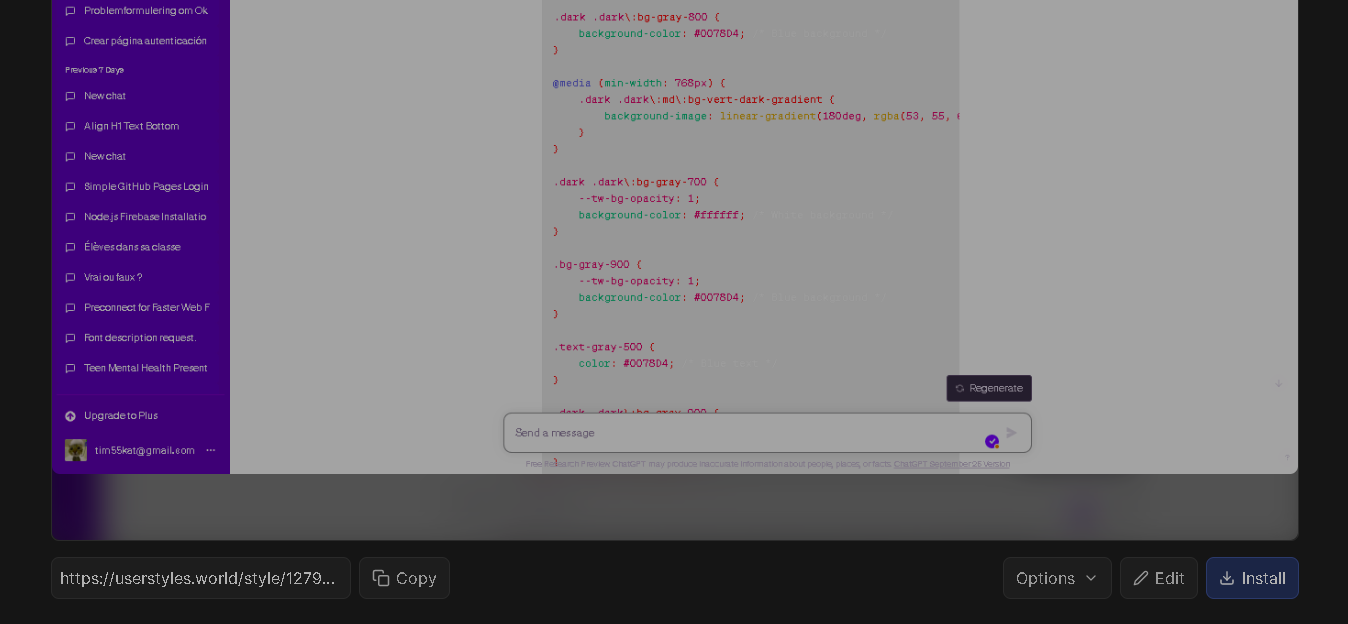 Problemformulering om Ok
Crear página autenticación
Previous 7 Days
New chat
Align H1 Text Bottom
New chat
Simple GitHub Pages Login
Node.js Firebase Installatio
Élèves dans sa classe
Vrai ou faux ?
Preconnect for Faster Web F
Font description request.
Teen Mental Health Present
Upgrade to Plus
tim55kat@gmail.com
.dark .dark\:bg-gray-800 {
background-color: #0078D4;
}
@media (min-width: 768px) {
.dark .dark\:md\:bg-vert-dark-gradient {
background-image: linear-gradient(180deg, rgba(53, 55,
}
}
.dark .dark\:bg-gray-700 {
--tw-bg-opacity: 1;
background-color: #ffffff;
}
.bg-gray-900 {
--tw-bg-opacity: 1;
background-color: #0078D4;
}
.text-gray-500 {
color: #0078D4;
}
.dark .dark\:bg-gray-900 {
}
Regenerate
Send a message
Free Research Preview. ChatGPT may produce inaccurate information about people, places, or facts. ChatGPT September 25 Version
https://userstyles.world/style/1279...
Copy
Options
Edit
Install